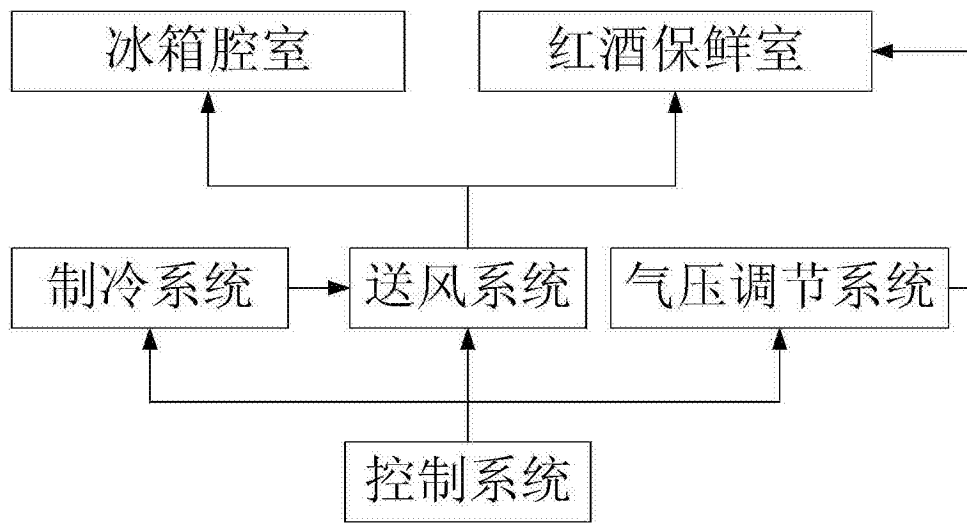 冰箱腔室
红酒保鲜室
制冷系统
送风系统
气压调节系统
控制系统